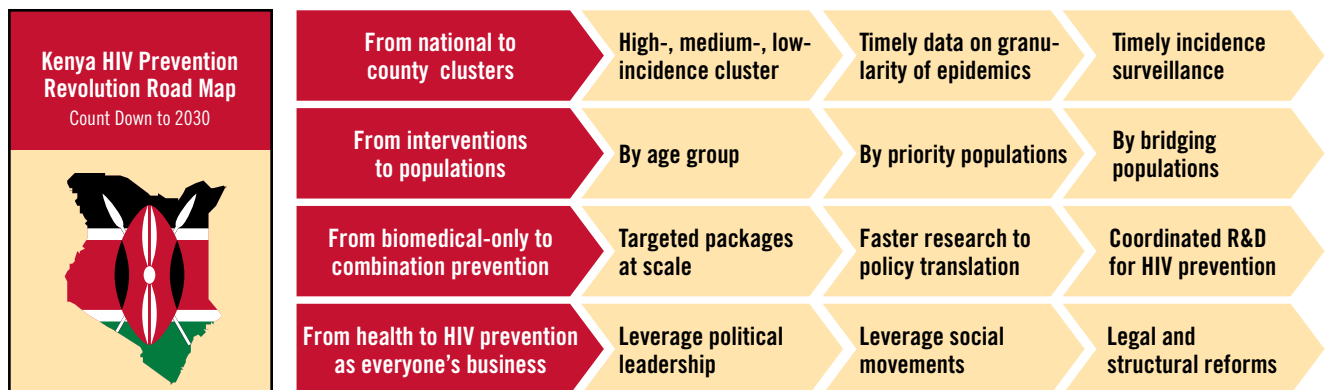 Kenya HIV Prevention
Revolution Road Map
Count Down to 2030
From national to
county clusters
High-, medium-, low-
incidence cluster
Timely data on granu-
larity of epidemics
Timely incidence
surveillance
From interventions
to populations
By age group
By priority populations
By bridging
populations
From biomedical-only to
combination prevention
Targeted packages
at scale
Faster research to
policy translation
Coordinated R&D
for HIV prevention
From health to HIV prevention
as everyone's business
Leverage political
leadership
Leverage social
movements
Legal and
structural reforms